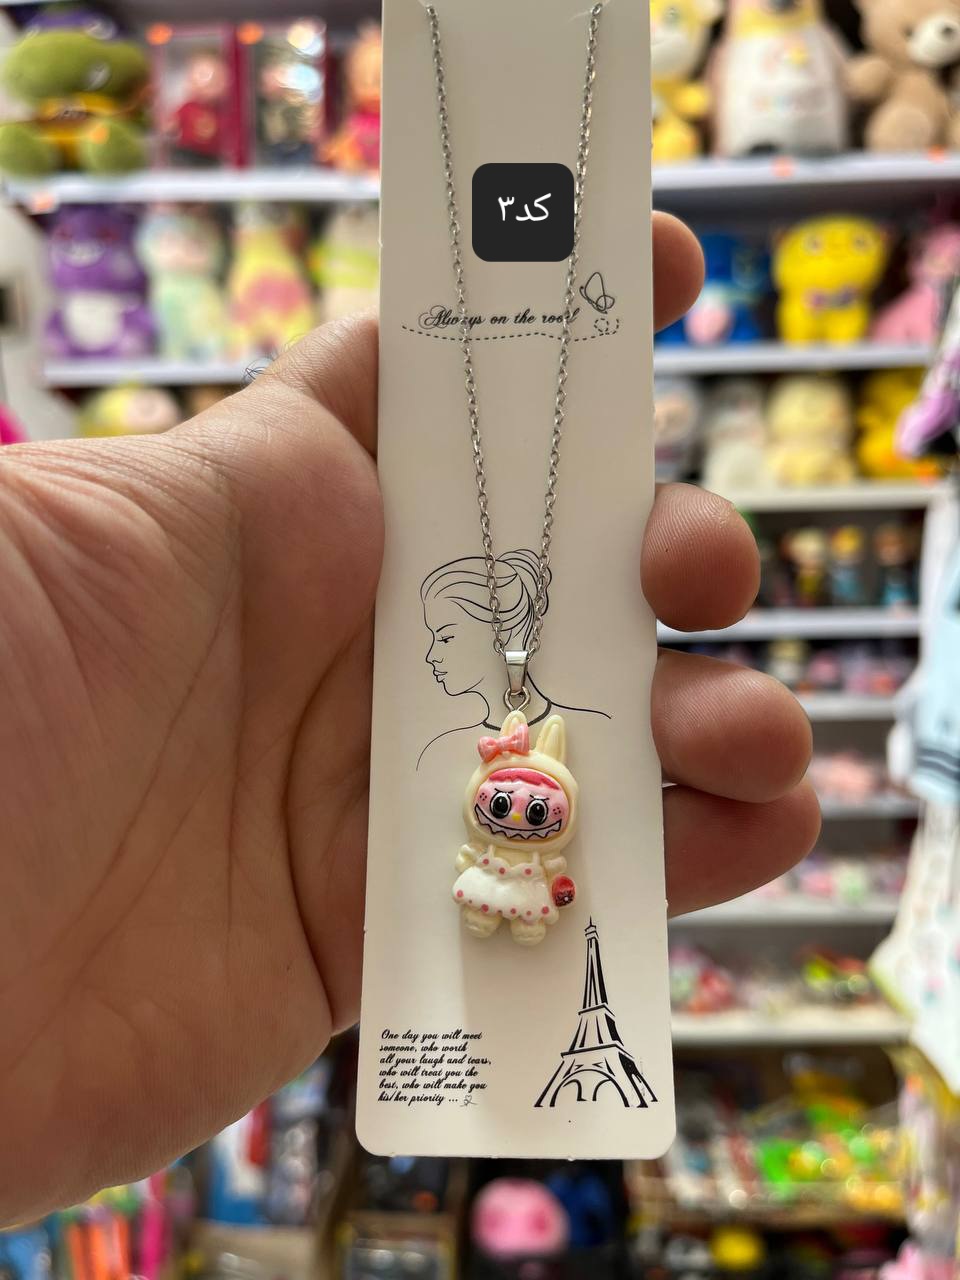 کد۳
Always on the road
One day you will meet
someone, who worth
all your laugh and tears,
who will treat you the
best, who will make you
his/her priority ...